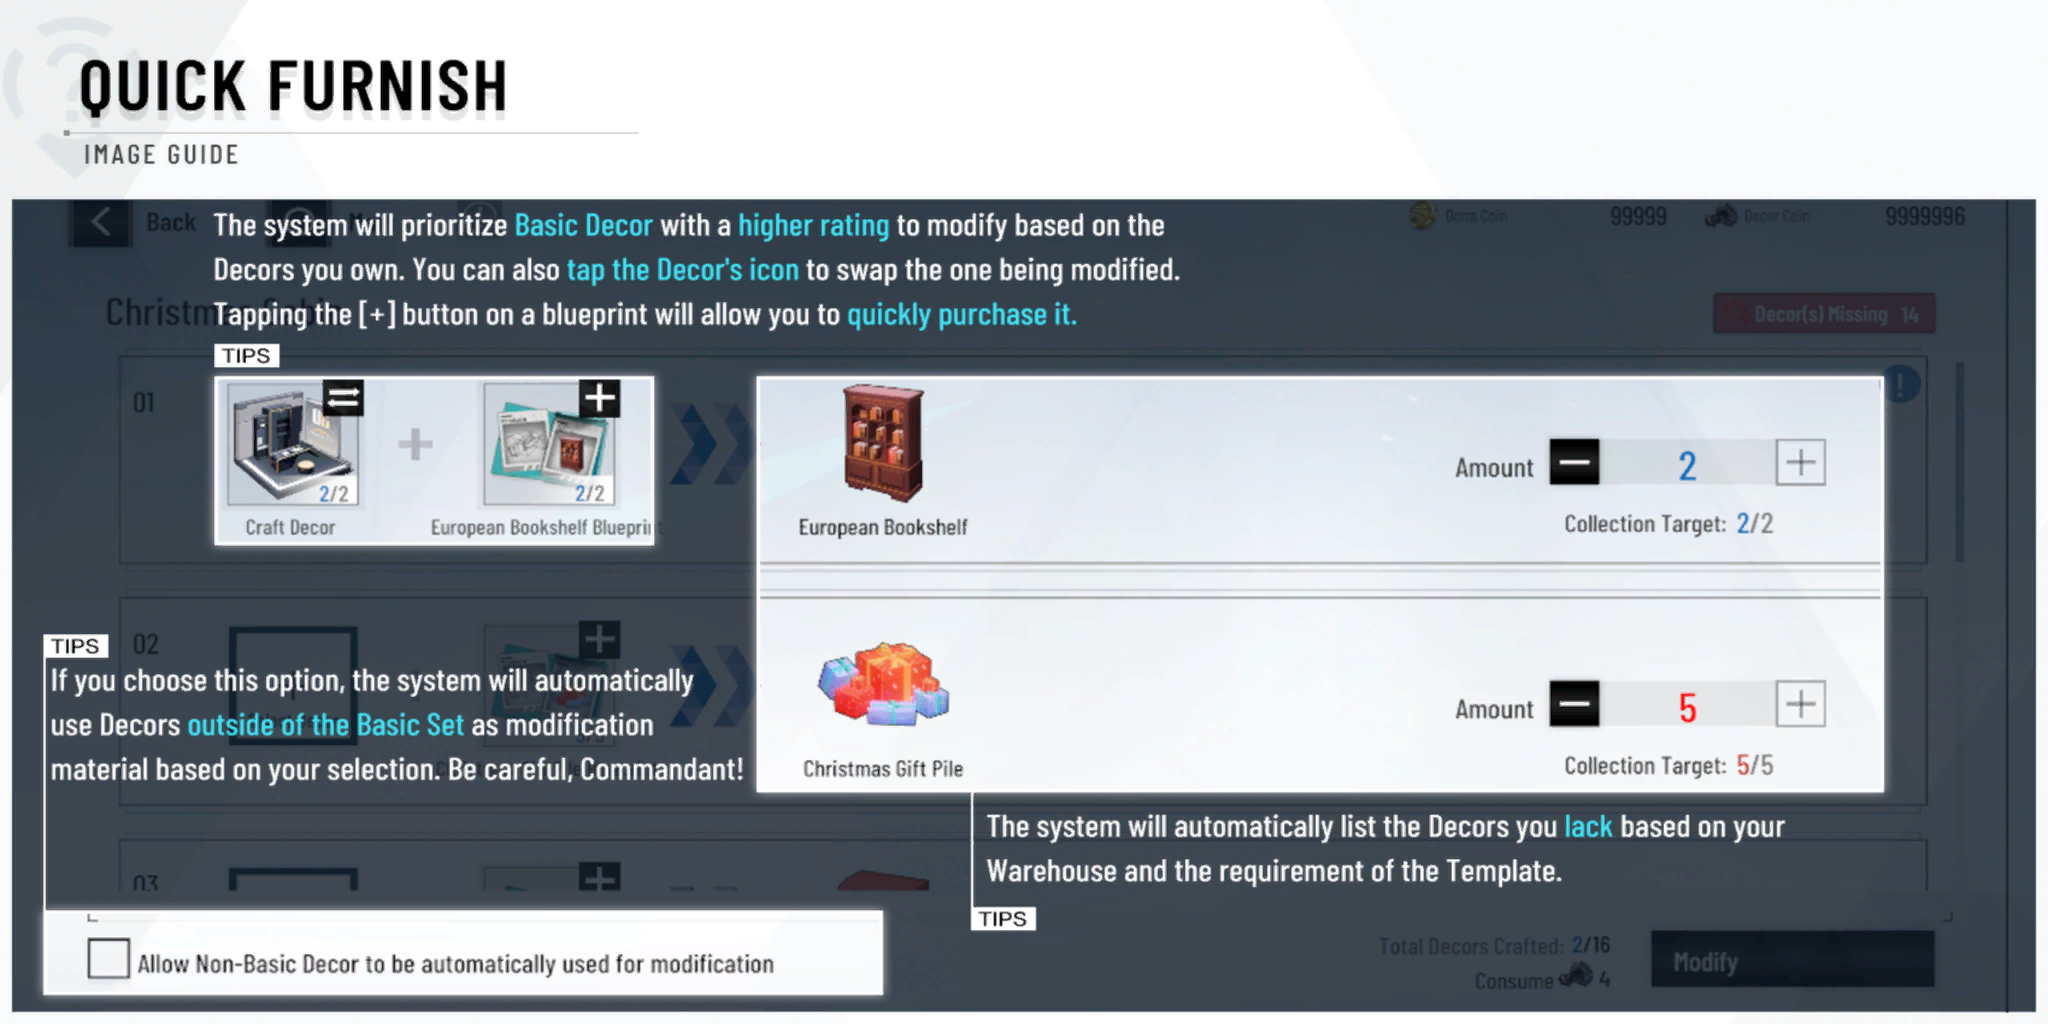 QUICK FURNISH
IMAGE GUIDE
Back
Dorm Coin
99999
Decor Coin
9999996
The system will prioritize Basic Decor with a higher rating to modify based on the
Decors you own. You can also tap the Decor's icon to swap the one being modified.
Tapping the [+] button on a blueprint will allow you to quickly purchase it.
Decor(s) Missing 14
TIPS
01
2/2
Craft Decor
2/2
European Bookshelf Blueprint
European Bookshelf
Amount
2
Collection Target: 2/2
02
TIPS
If you choose this option, the system will automatically
use Decors outside of the Basic Set as modification
material based on your selection. Be careful, Commandant!
Christmas Gift Pile
Amount
5
Collection Target: 5/5
The system will automatically list the Decors you lack based on your
Warehouse and the requirement of the Template.
TIPS
03
Allow Non-Basic Decor to be automatically used for modification
Total Decors Crafted: 2/16
Consume 4
Modify